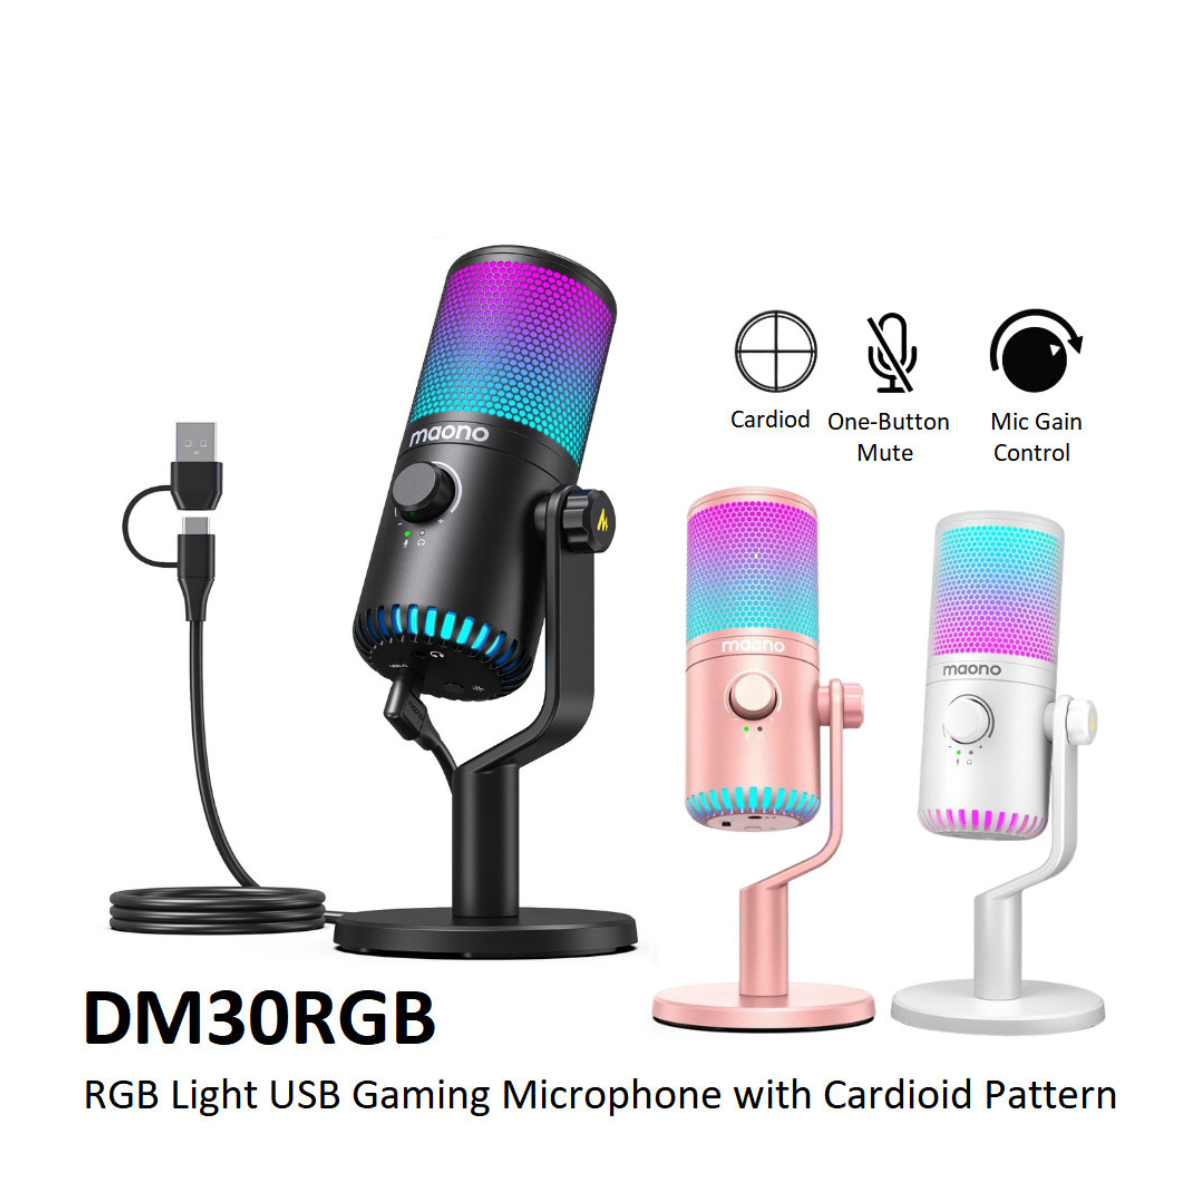 maono
Cardiod
One-Button
Mute
Mic Gain
Control
maono
maono
DM30RGB
RGB Light USB Gaming Microphone with Cardioid Pattern